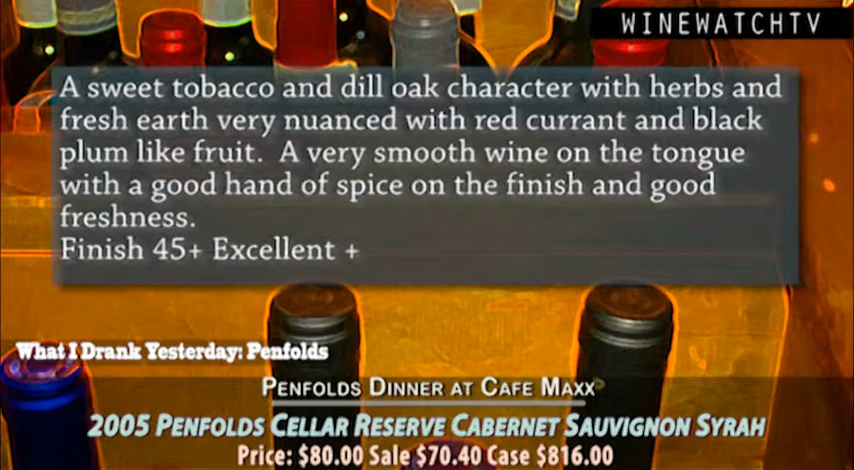 WINEWATCHTV
A sweet tobacco and dill oak character with herbs and
fresh earth very nuanced with red currant and black
plum like fruit.  A very smooth wine on the tongue
with a good hand of spice on the finish and good
freshness.
Finish 45+ Excellent +
What I Drank Yesterday: Penfolds
Penfolds Dinner at Cafe Maxx
2005 Penfolds Cellar Reserve Cabernet Sauvignon Syrah
Price: $80.00 Sale $70.40 Case $816.00